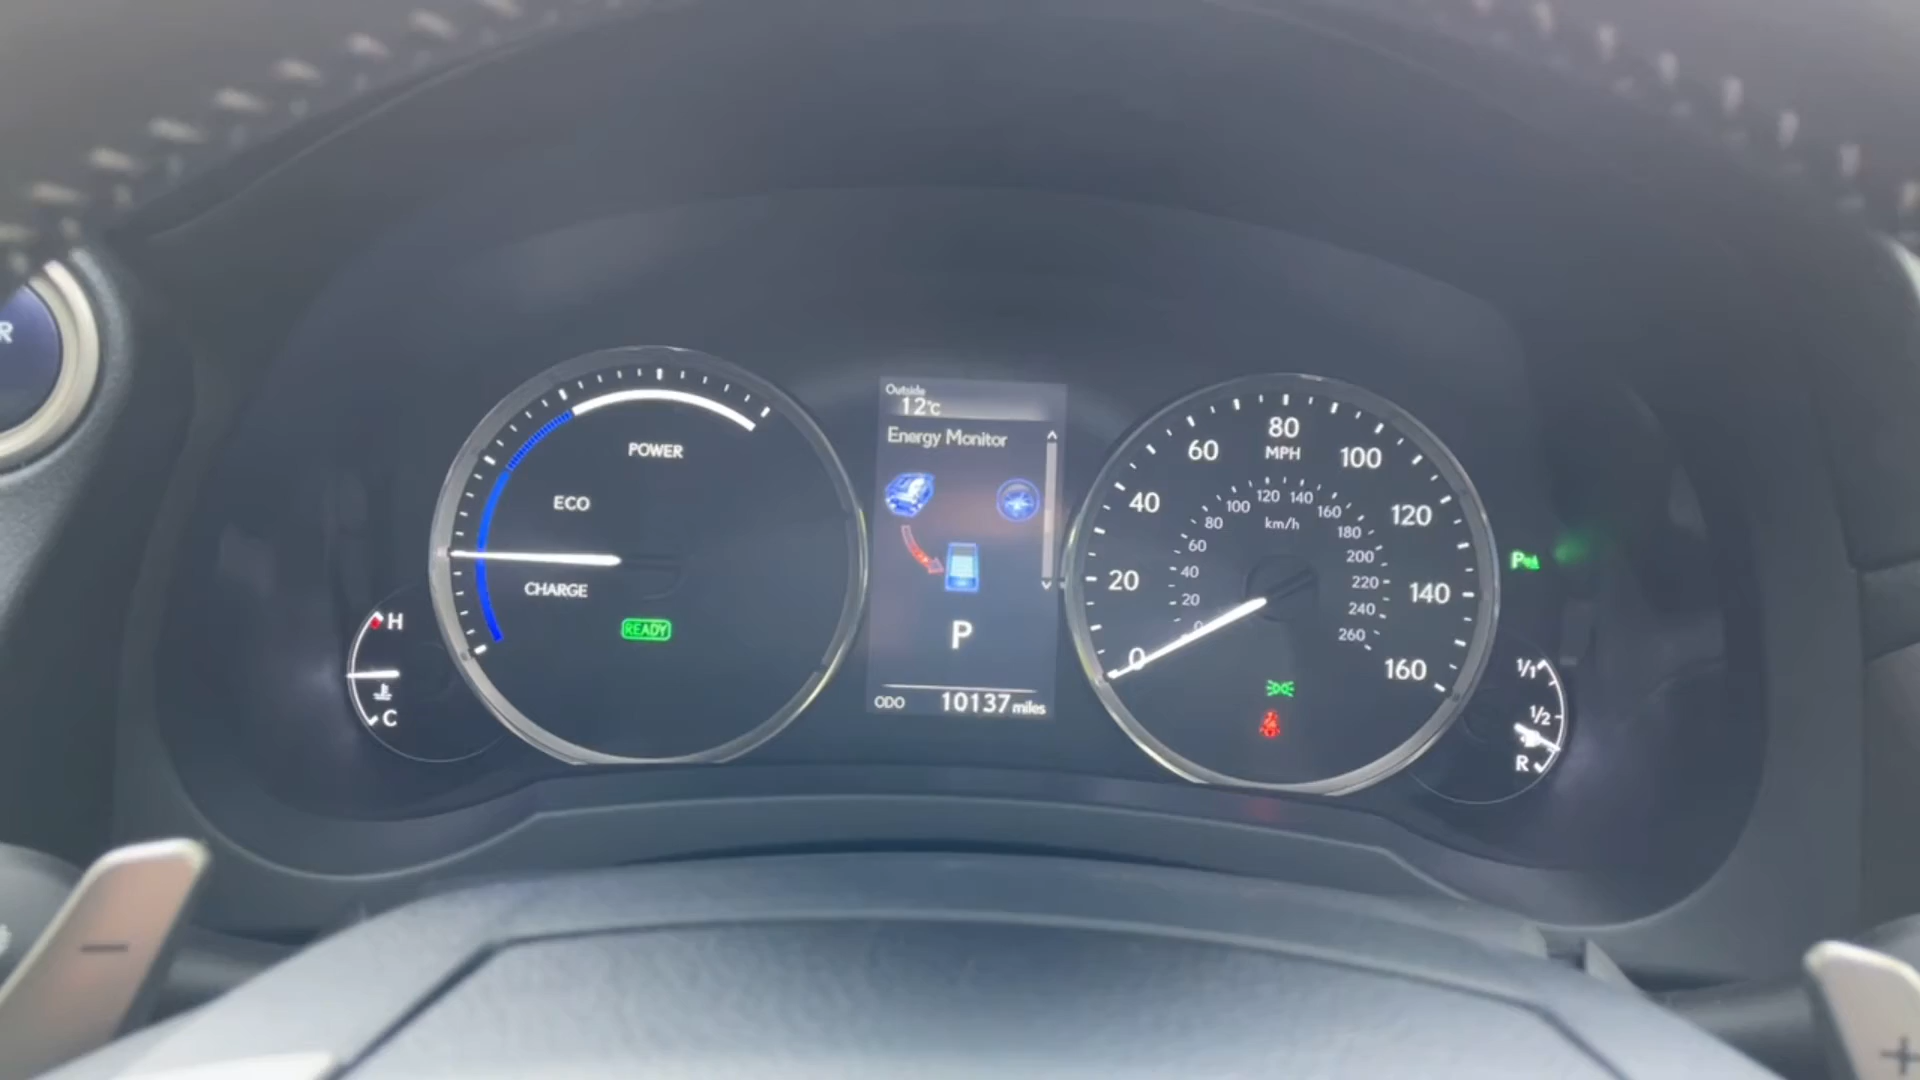 R
POWER
ECO
CHARGE
READY
H
C
Outside
12°C
Energy Monitor
P
ODO 10137 miles
0
20
40
60
80
100
120
140
160
MPH
0
20
40
60
80
100
120
140
160
180
200
220
240
260
km/h
1/1
1/2
R
−
+